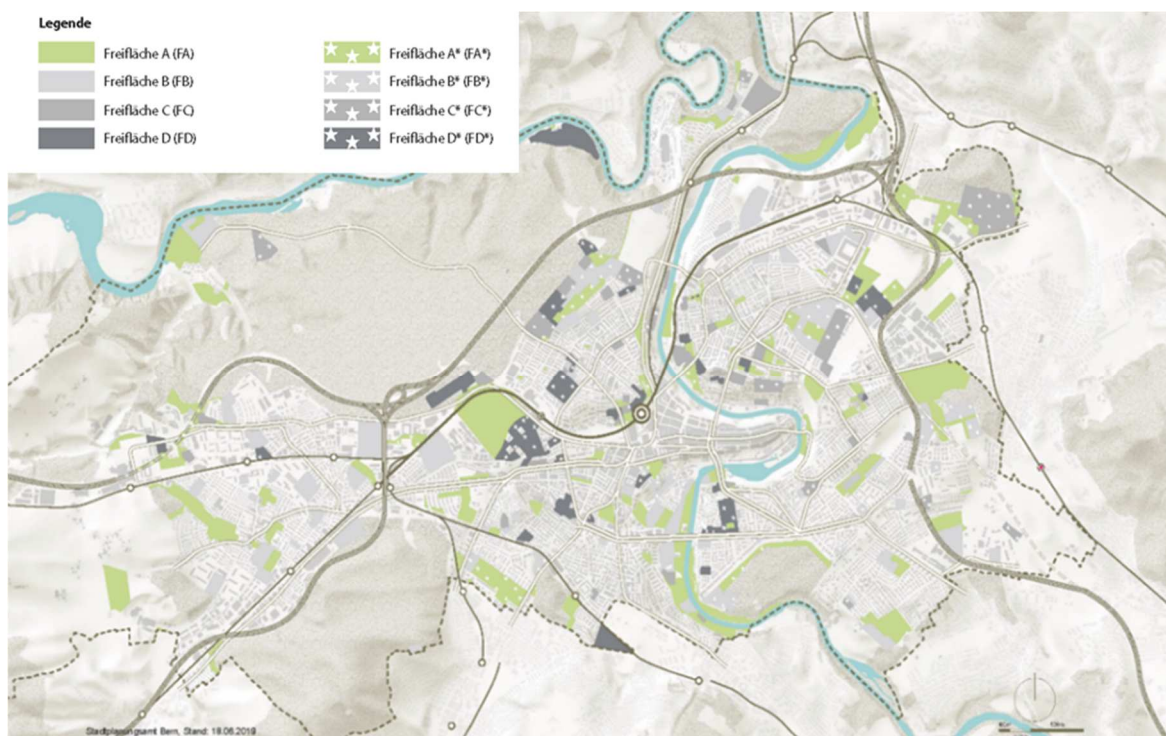 Legende
Freifläche A (FA)
Freifläche B (FB)
Freifläche C (FC)
Freifläche D (FD)
Freifläche A* (FA*)
Freifläche B* (FB*)
Freifläche C* (FC*)
Freifläche D* (FD*)
Stadtplanungsamt Bern, Stand: 18.06.2019